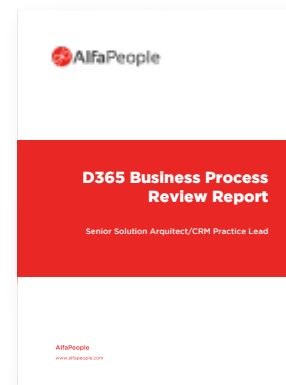 AlfaPeople
D365 Business Process
Review Report
Senior Solution Arquitect/CRM Practice Lead
AlfaPeople
www.alfapeople.com